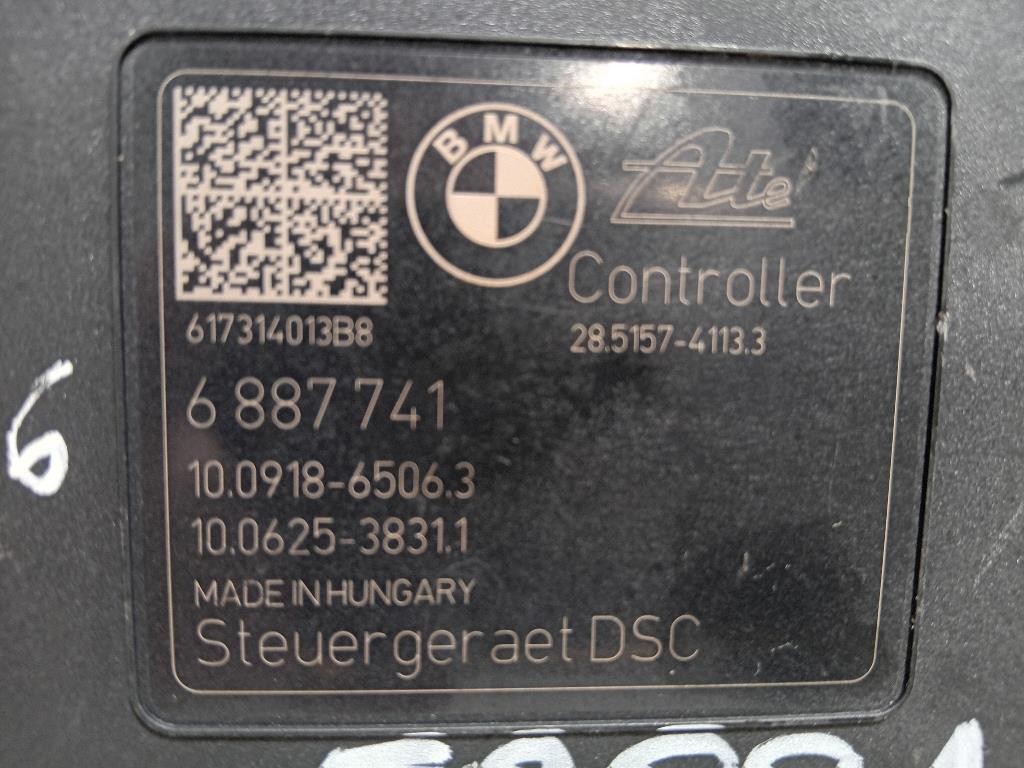 BMW
Ate
Controller
617314013B8
28.5157-4113.3
6 887 741
10.0918-6506.3
10.0625-3831.1
MADE IN HUNGARY
Steuergeraet DSC
6